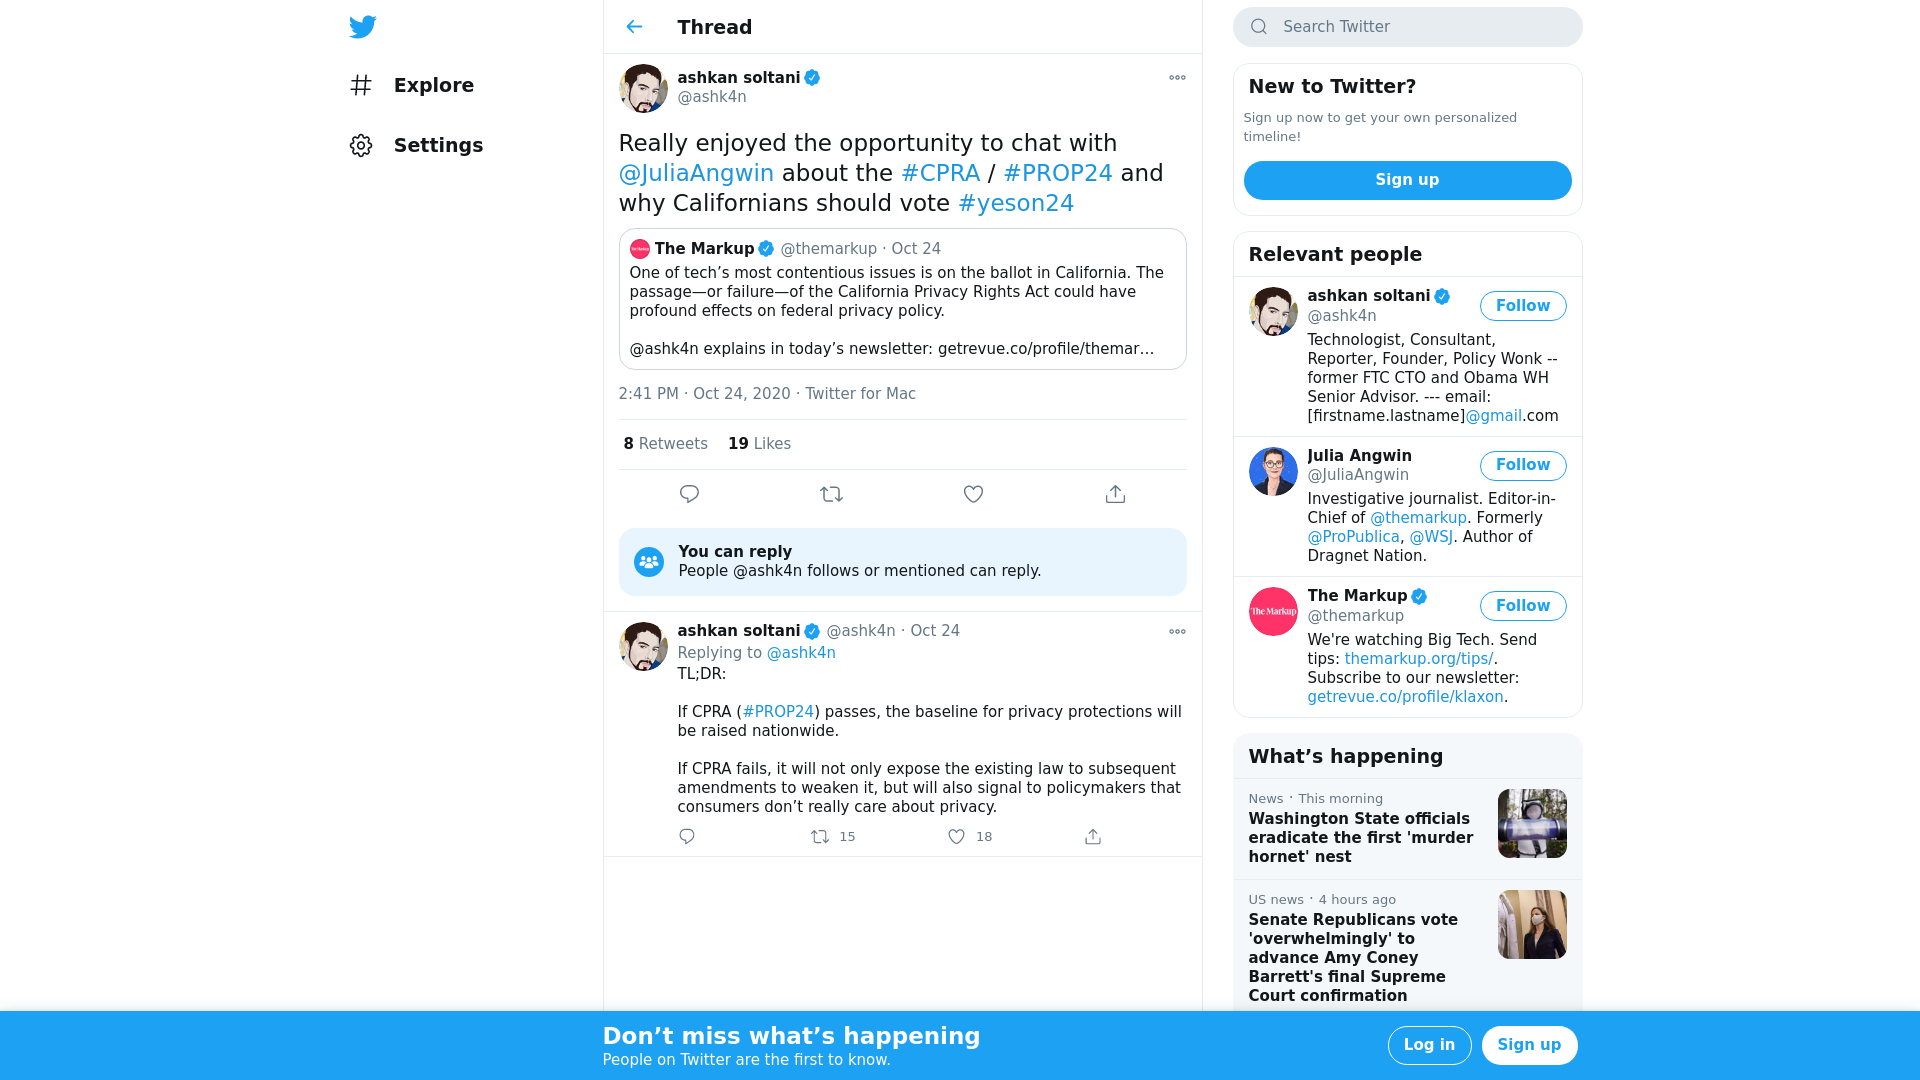 Explore
Settings
Thread
ashkan soltani
@ashk4n
Really enjoyed the opportunity to chat with
@JuliaAngwin about the #CPRA / #PROP24 and
why Californians should vote #yeson24
The Markup @themarkup · Oct 24
One of tech’s most contentious issues is on the ballot in California. The
passage—or failure—of the California Privacy Rights Act could have
profound effects on federal privacy policy.
@ashk4n explains in today’s newsletter: getrevue.co/profile/themar…
2:41 PM · Oct 24, 2020 · Twitter for Mac
8 Retweets 19 Likes
You can reply
People @ashk4n follows or mentioned can reply.
ashkan soltani @ashk4n · Oct 24
Replying to @ashk4n
TL;DR:
If CPRA (#PROP24) passes, the baseline for privacy protections will
be raised nationwide.
If CPRA fails, it will not only expose the existing law to subsequent
amendments to weaken it, but will also signal to policymakers that
consumers don’t really care about privacy.
15 18
Search Twitter
New to Twitter?
Sign up now to get your own personalized
timeline!
Sign up
Relevant people
ashkan soltani
@ashk4n
Follow
Technologist, Consultant,
Reporter, Founder, Policy Wonk --
former FTC CTO and Obama WH
Senior Advisor. --- email:
[firstname.lastname]@gmail.com
Julia Angwin
@JuliaAngwin
Follow
Investigative journalist. Editor-in-
Chief of @themarkup. Formerly
@ProPublica, @WSJ. Author of
Dragnet Nation.
The Markup
The Markup
@themarkup
Follow
We're watching Big Tech. Send
tips: themarkup.org/tips/.
Subscribe to our newsletter:
getrevue.co/profile/klaxon.
What’s happening
News · This morning
Washington State officials
eradicate the first 'murder
hornet' nest
US news · 4 hours ago
Senate Republicans vote
'overwhelmingly' to
advance Amy Coney
Barrett's final Supreme
Court confirmation
Don’t miss what’s happening
People on Twitter are the first to know.
Log in
Sign up